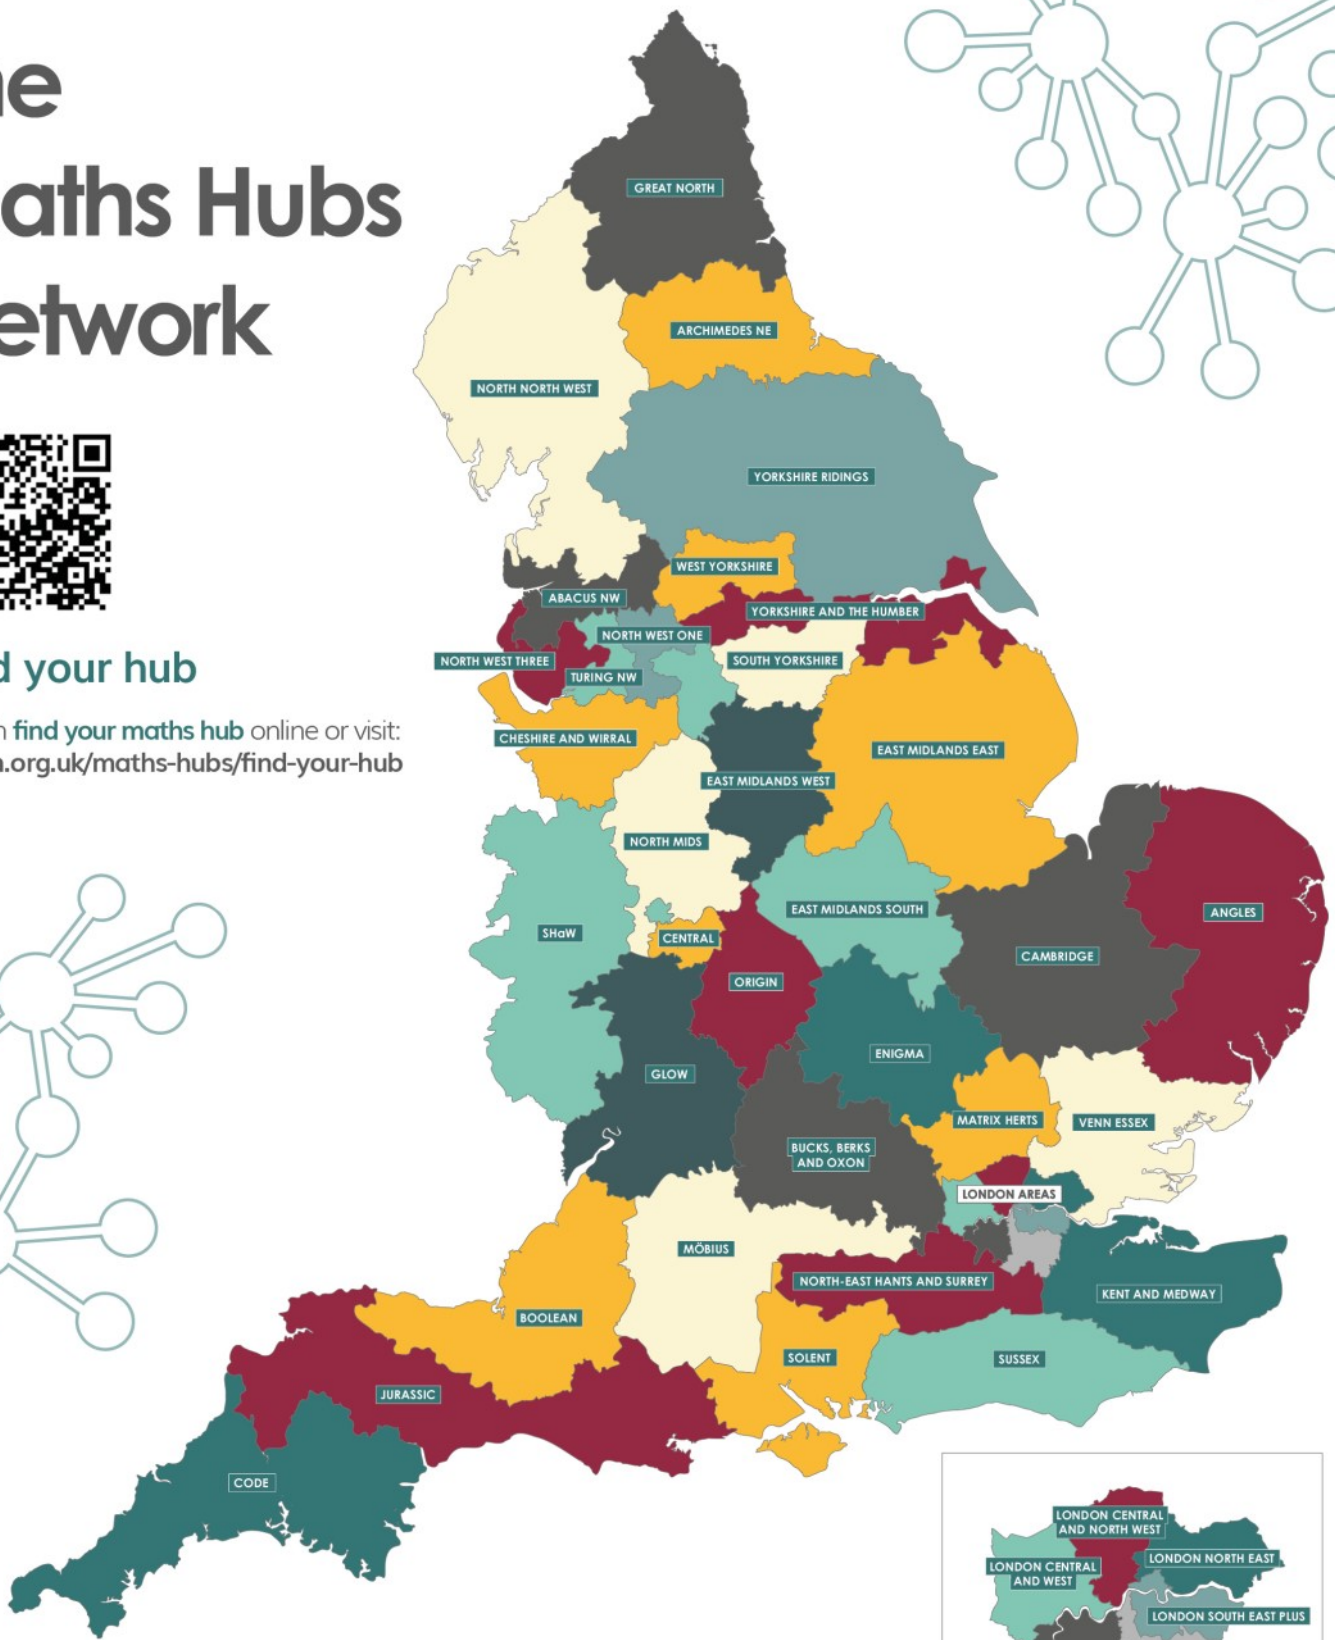 ne
aths Hubs
etwork
d your hub
n find your maths hub online or visit:
n.org.uk/maths-hubs/find-your-hub
GREAT NORTH
ARCHIMEDES NE
NORTH NORTH WEST
YORKSHIRE RIDINGS
WEST YORKSHIRE
ABACUS NW
YORKSHIRE AND THE HUMBER
NORTH WEST ONE
NORTH WEST THREE
SOUTH YORKSHIRE
TURING NW
CHESHIRE AND WIRRAL
EAST MIDLANDS EAST
EAST MIDLANDS WEST
NORTH MIDS
EAST MIDLANDS SOUTH
ANGLES
SHaW
CENTRAL
CAMBRIDGE
ORIGIN
ENIGMA
GLOW
MATRIX HERTS
VENN ESSEX
BUCKS, BERKS
AND OXON
LONDON AREAS
MÖBIUS
NORTH-EAST HANTS AND SURREY
KENT AND MEDWAY
BOOLEAN
SOLENT
SUSSEX
JURASSIC
CODE
LONDON CENTRAL
AND NORTH WEST
LONDON NORTH EAST
LONDON CENTRAL
AND WEST
LONDON SOUTH EAST PLUS